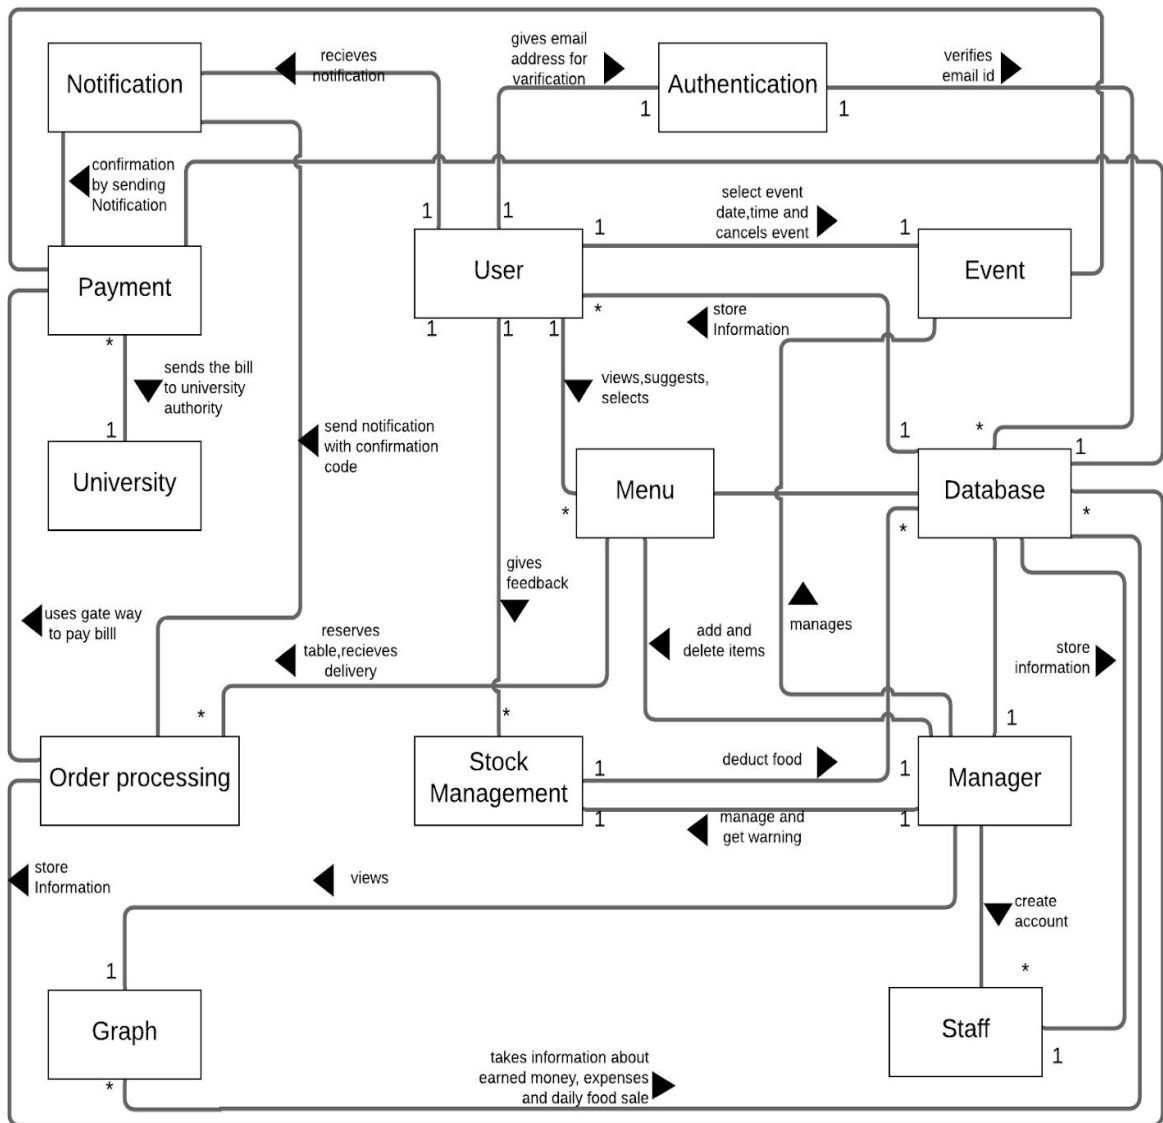 recieves
notification
gives email
address for
varification
verifies
email id
Notification
Authentication
1
1
confirmation
by sending
Notification
select event
date,time and
cancels event
1
1
1
1
User
Event
Payment
*
store
Information
1
1
1
*
sends the bill
to university
authority
views,suggests,
selects
1
send notification
with confirmation
code
1
*
1
University
Menu
Database
*
*
*
gives
feedback
uses gate way
to pay billl
reserves
table,recieves
delivery
add and
delete items
manages
store
information
*
*
1
Order processing
Stock
Management
1
deduct food
1
Manager
1
manage and
get warning
1
store
Information
views
create
account
1
*
Graph
Staff
1
*
takes information about
earned money, expenses
and daily food sale